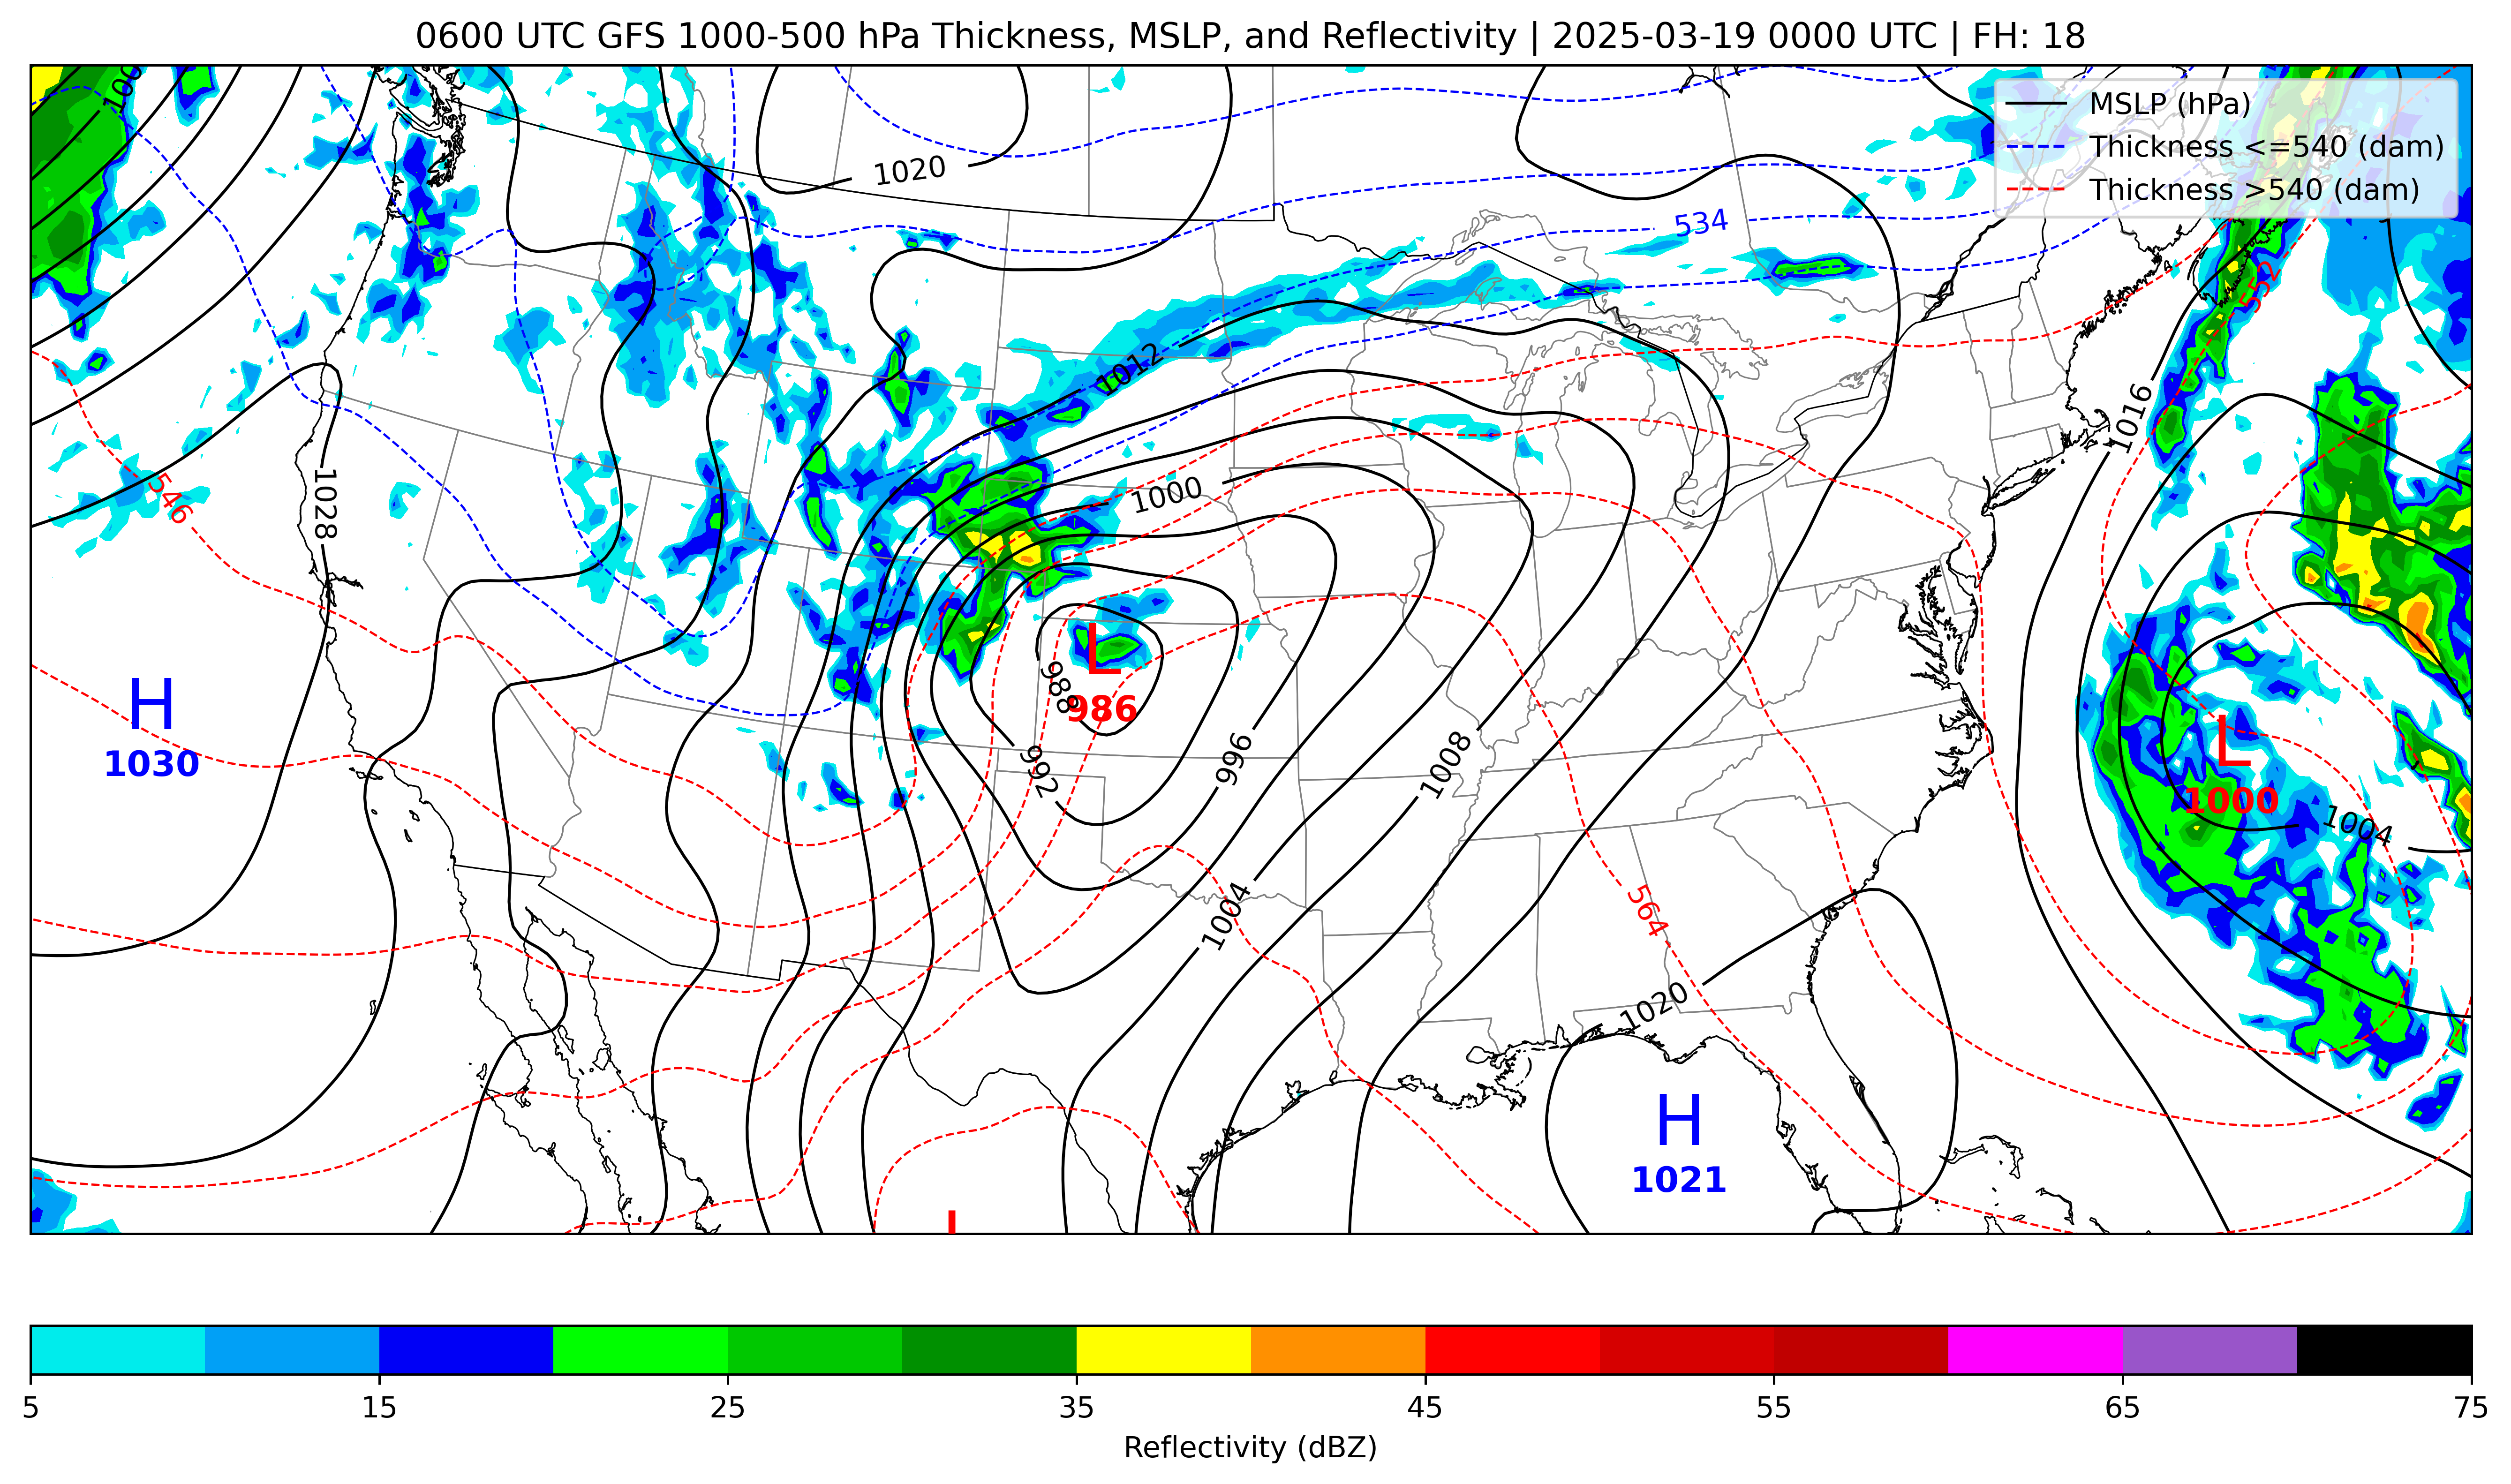 0600 UTC GFS 1000-500 hPa Thickness, MSLP, and Reflectivity | 2025-03-19 0000 UTC | FH: 18
MSLP (hPa)
Thickness <=540 (dam)
Thickness >540 (dam)
1020
534
552
1012
1016
1028
546
1000
H
1030
L
986
988
992
996
1008
L
1000
1004
1004
564
1020
H
1021
L
5 15 25 35 45 55 65 75
Reflectivity (dBZ)